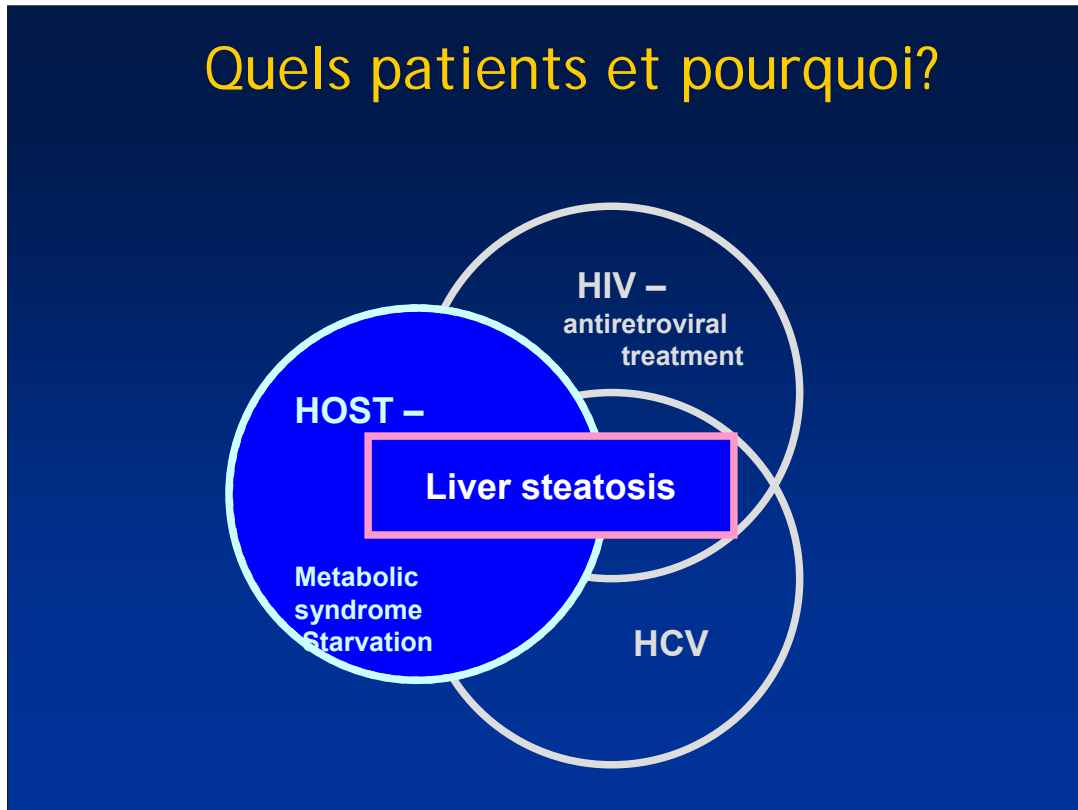 Quels patients et pourquoi?
HIV –
antiretroviral
treatment
HOST –
Liver steatosis
Metabolic
syndrome
Starvation
HCV